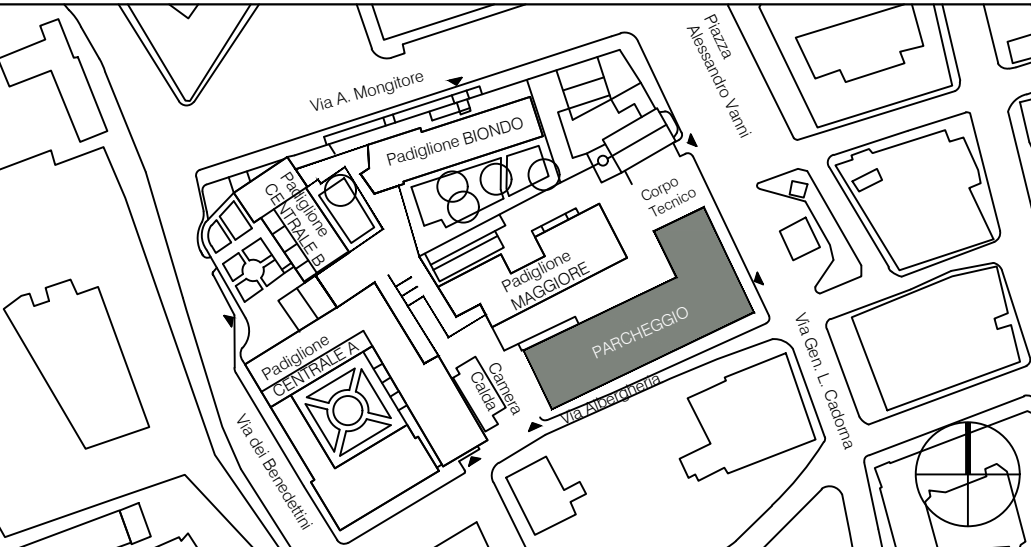 Via A. Mongitore
Piazza
Alessandro Vanni
Padiglione BIONDO
Padiglione
CENTRALE B
Corpo
Tecnico
Padiglione
MAGGIORE
PARCHEGGIO
Padiglione
CENTRALE A
Camera
Calda
Via Albergheria
Via Gen. L. Cadorna
Via dei Benedettini